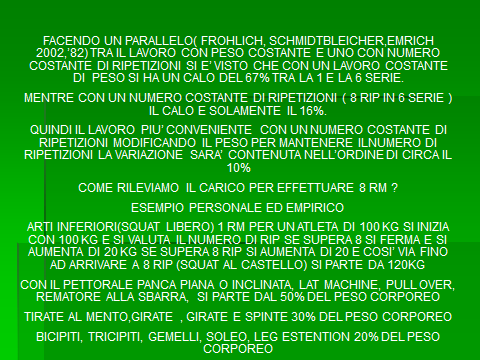 FACENDO UN PARALLELO( FROHLICH, SCHMIDTBLEICHER,EMRICH
2002,'82) TRA IL LAVORO CON PESO COSTANTE E UNO CON NUMERO
COSTANTE DI RIPETIZIONI SI E' VISTO CHE CON UN LAVORO COSTANTE
DI PESO SI HA UN CALO DEL 67% TRA LA 1 E LA 6 SERIE.
MENTRE CON UN NUMERO COSTANTE DI RIPETIZIONI ( 8 RIP IN 6 SERIE )
IL CALO E SOLAMENTE IL 16%.
QUINDI IL LAVORO PIU' CONVENIENTE CON UN NUMERO COSTANTE DI
RIPETIZIONI MODIFICANDO IL PESO PER MANTENERE ILNUMERO DI
RIPETIZIONI LA VARIAZIONE SARA' CONTENUTA NELL'ORDINE DI CIRCA IL
10%
COME RILEVIAMO IL CARICO PER EFFETTUARE 8 RM ?
ESEMPIO PERSONALE ED EMPIRICO
ARTI INFERIORI(SQUAT LIBERO) 1 RM PER UN ATLETA DI 100 KG SI INIZIA
CON 100 KG E SI VALUTA IL NUMERO DI RIP SE SUPERA 8 SI FERMA E SI
AUMENTA DI 20 KG SE SUPERA 8 RIP SI AUMENTA DI 20 E COSI' VIA FINO
AD ARRIVARE A 8 RIP (SQUAT AL CASTELLO) SI PARTE DA 120KG
CON IL PETTORALE PANCA PIANA O INCLINATA, LAT MACHINE, PULL OVER,
REMATORE ALLA SBARRA, SI PARTE DAL 50% DEL PESO CORPOREO
TIRATE AL MENTO,GIRATE , GIRATE E SPINTE 30% DEL PESO CORPOREO
BICIPITI, TRICIPITI, GEMELLI, SOLEO, LEG ESTENTION 20% DEL PESO
CORPOREO